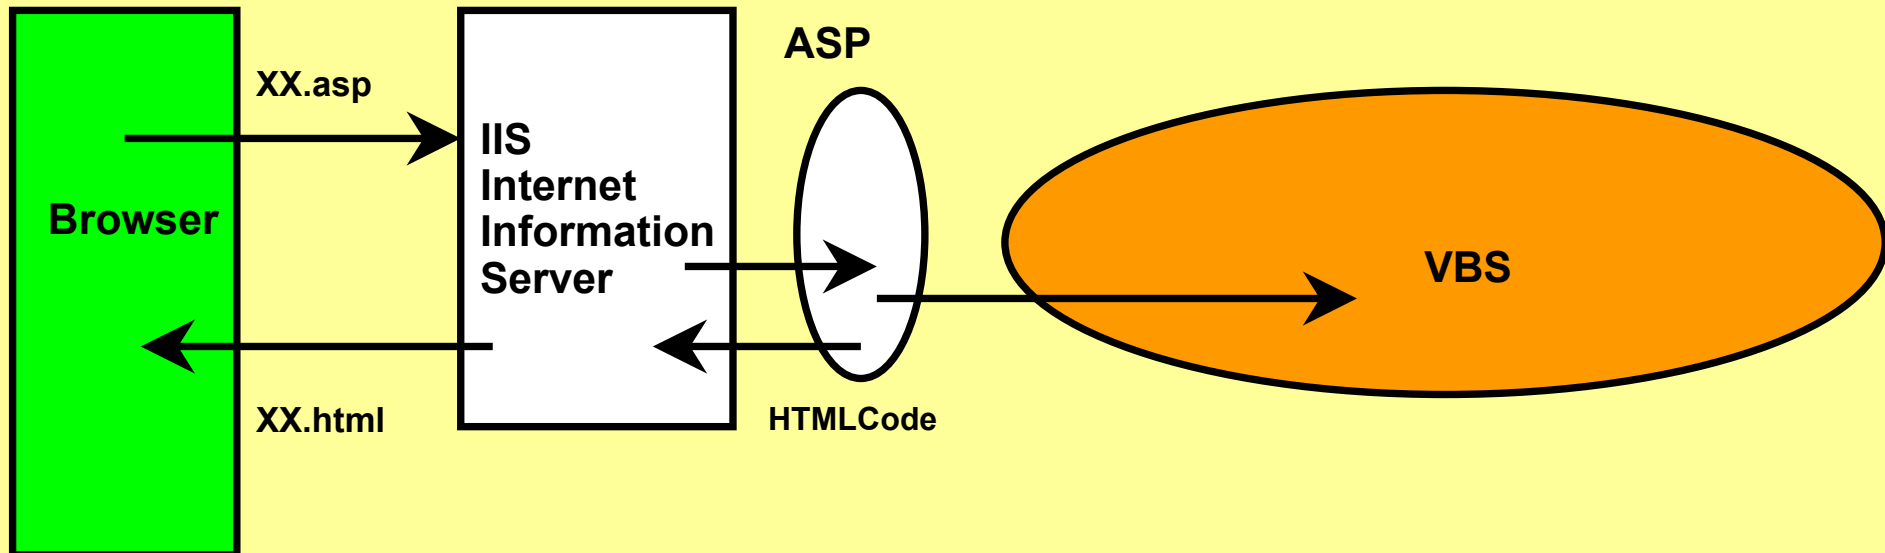 ASP
XX.asp
IIS
Internet
Information
Server
Browser
VBS
XX.html
HTMLCode